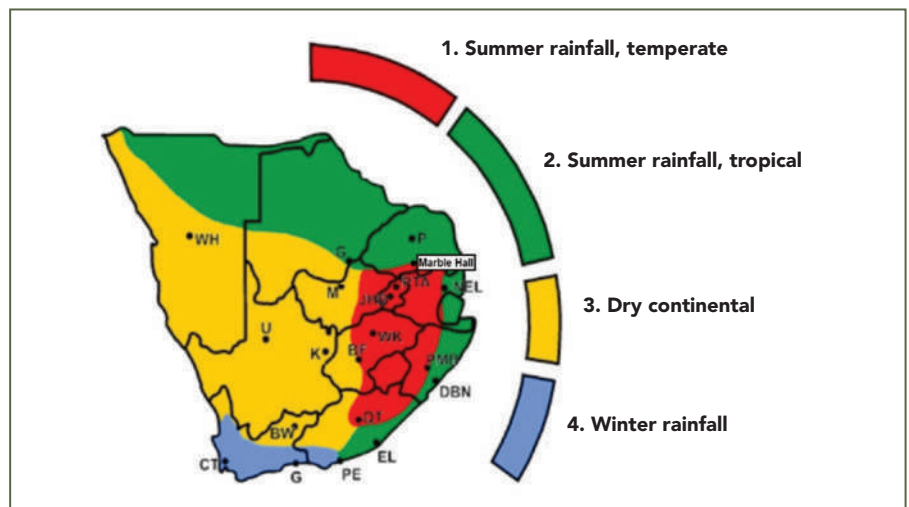 1. Summer rainfall, temperate
2. Summer rainfall, tropical
WH
P
G
Marble Hall
PTA
NEL
M
JHB
3. Dry continental
U
WK
K
BF
PMB
DBN
DT
4. Winter rainfall
BW
EL
CT
G
PE